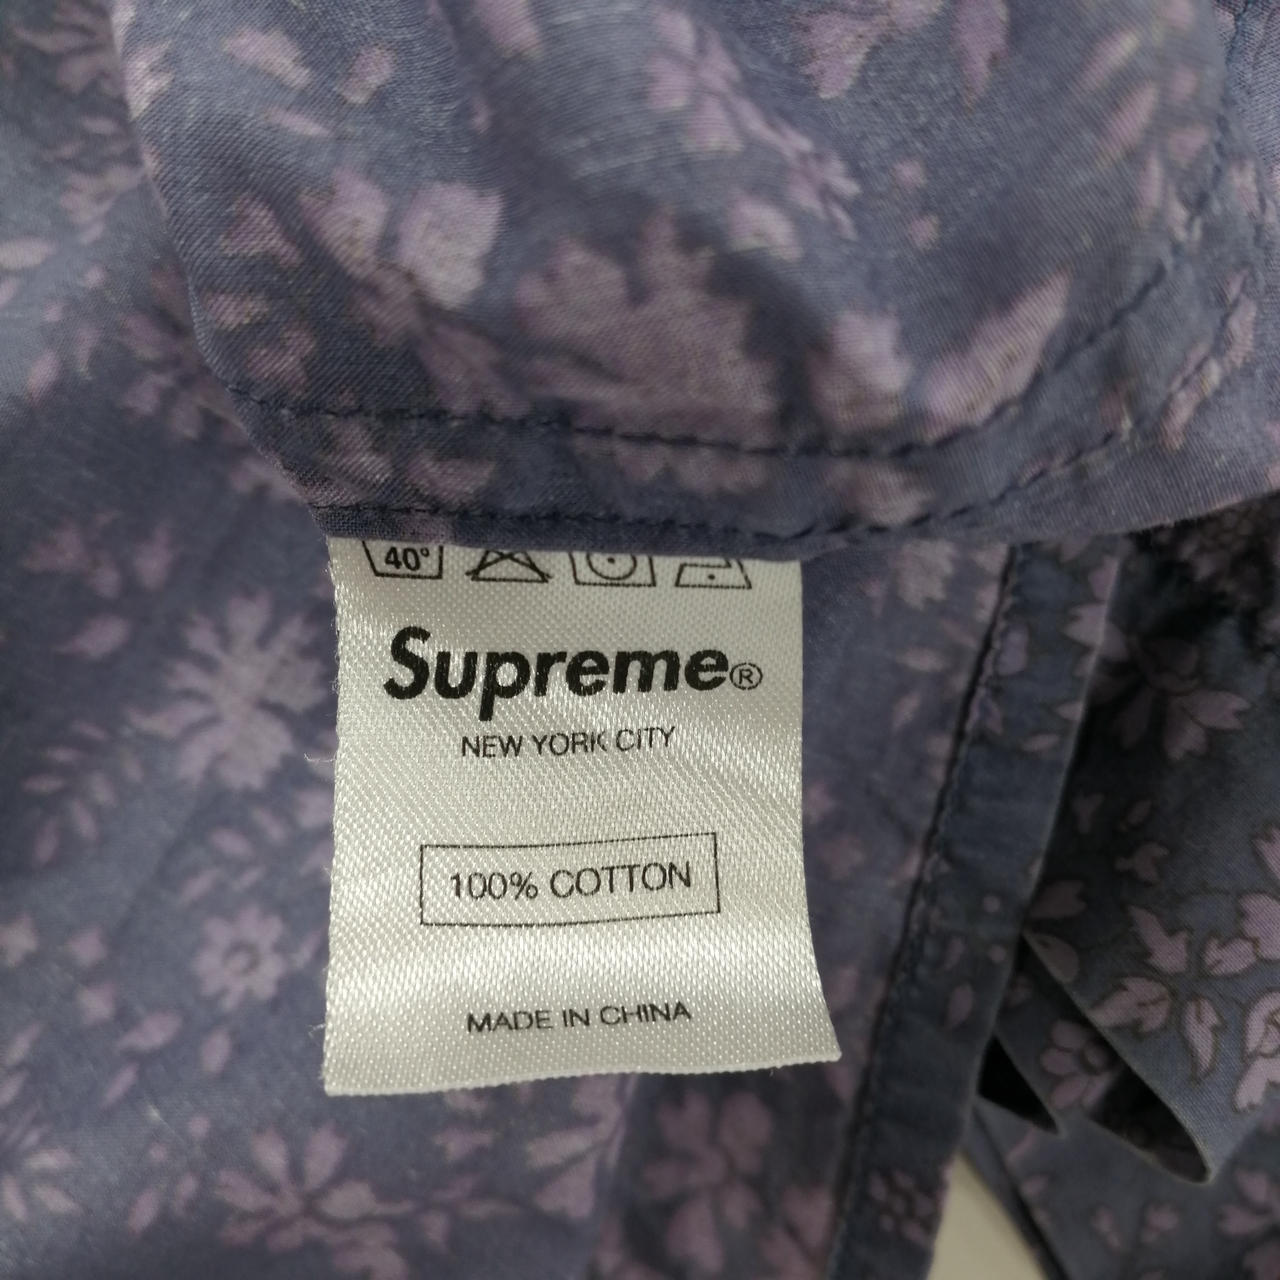 40°
Supreme®
NEW YORK CITY
100% COTTON
MADE IN CHINA